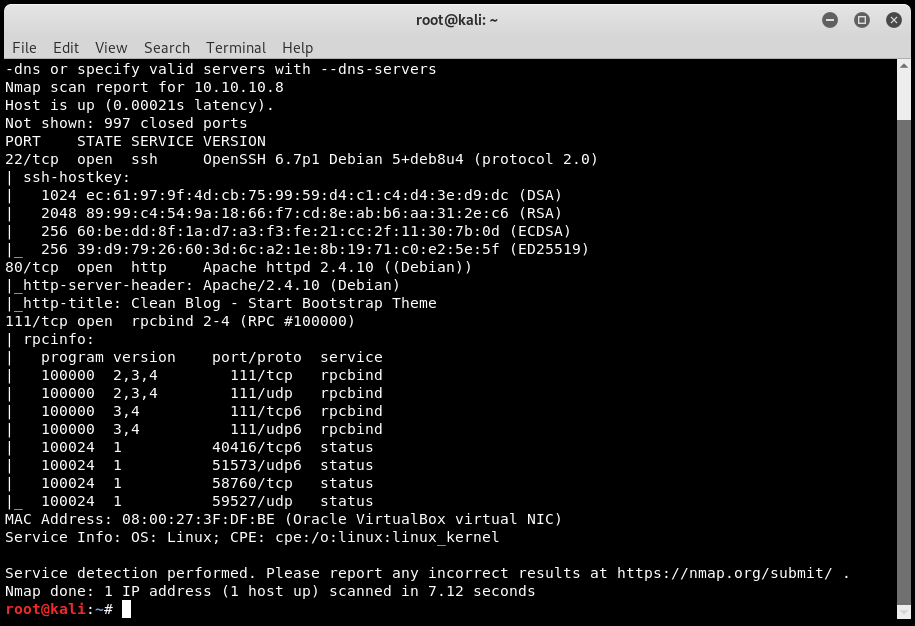 root@kali: ~
File Edit View Search Terminal Help
-dns or specify valid servers with --dns-servers
Nmap scan report for 10.10.10.8
Host is up (0.00021s latency).
Not shown: 997 closed ports
PORT    STATE SERVICE VERSION
22/tcp  open  ssh     OpenSSH 6.7p1 Debian 5+deb8u4 (protocol 2.0)
| ssh-hostkey:
|   1024 ec:61:97:9f:4d:cb:75:99:59:d4:c1:c4:d4:3e:d9:dc (DSA)
|   2048 89:99:c4:54:9a:18:66:f7:cd:8e:ab:b6:aa:31:2e:c6 (RSA)
|   256 60:be:dd:8f:1a:d7:a3:f3:fe:21:cc:2f:11:30:7b:0d (ECDSA)
|_  256 39:d9:79:26:60:3d:6c:a2:1e:8b:19:71:c0:e2:5e:5f (ED25519)
80/tcp  open  http    Apache httpd 2.4.10 ((Debian))
|_http-server-header: Apache/2.4.10 (Debian)
|_http-title: Clean Blog - Start Bootstrap Theme
111/tcp open  rpcbind 2-4 (RPC #100000)
| rpcinfo:
|   program version    port/proto  service
|   100000  2,3,4        111/tcp   rpcbind
|   100000  2,3,4        111/udp   rpcbind
|   100000  3,4          111/tcp6  rpcbind
|   100000  3,4          111/udp6  rpcbind
|   100024  1          40416/tcp6  status
|   100024  1          51573/udp6  status
|   100024  1          58760/tcp   status
|_  100024  1          59527/udp   status
MAC Address: 08:00:27:3F:DF:BE (Oracle VirtualBox virtual NIC)
Service Info: OS: Linux; CPE: cpe:/o:linux:linux_kernel
Service detection performed. Please report any incorrect results at https://nmap.org/submit/ .
Nmap done: 1 IP address (1 host up) scanned in 7.12 seconds
root@kali:~#